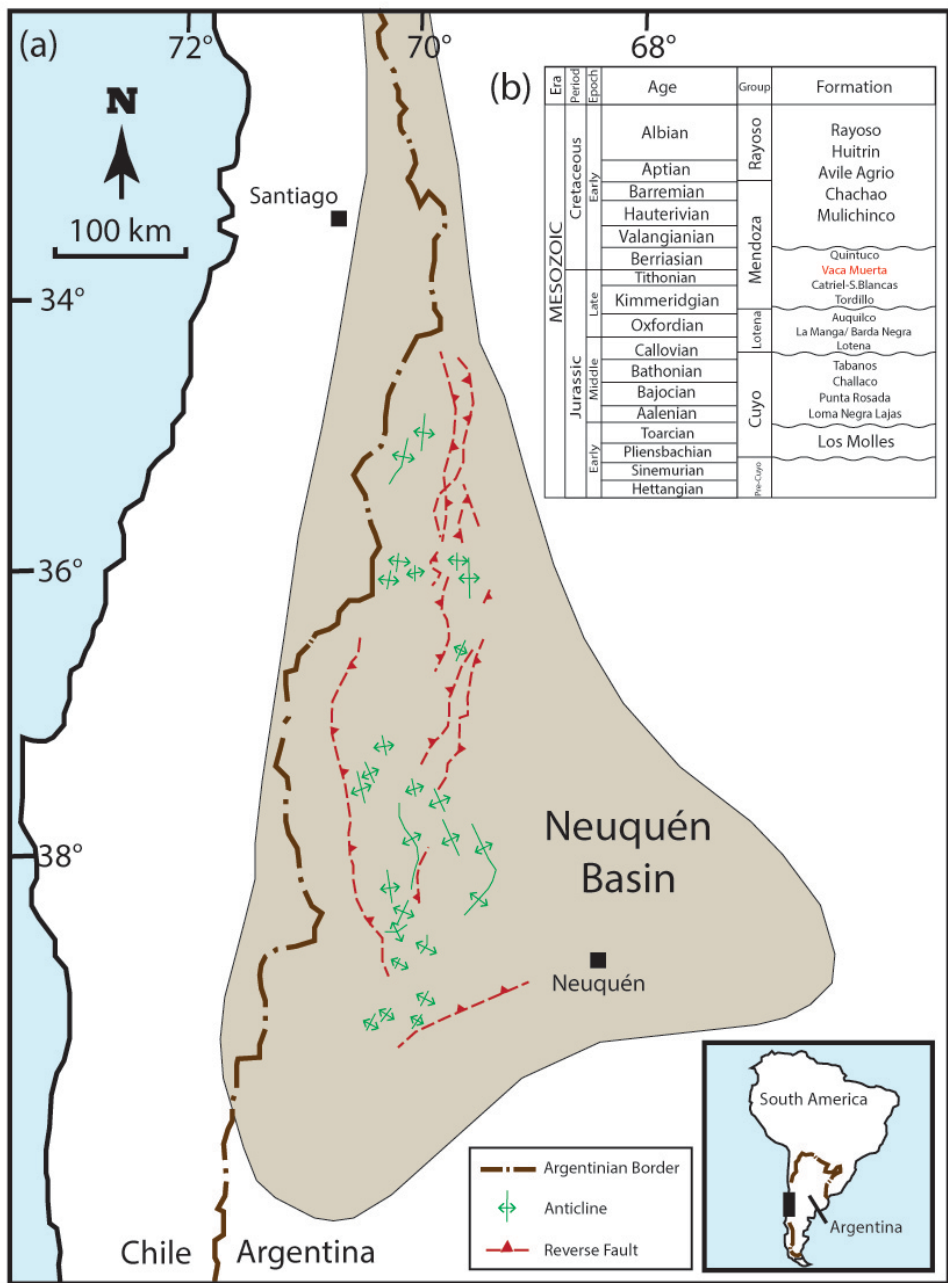 (a)
72°
70°
68°
N
100 km
Santiago
34°
36°
38°
Neuquén
Basin
Neuquén
Chile
Argentina
(b)
Era
Period
Epoch
Age
Group
Formation
MESOZOIC
Cretaceous
Early
Jurassic
Late
Middle
Early
Albian
Aptian
Barremian
Hauterivian
Valangianian
Berriasian
Tithonian
Kimmeridgian
Oxfordian
Callovian
Bathonian
Bajocian
Aalenian
Toarcian
Pliensbachian
Sinemurian
Hettangian
Rayoso
Mendoza
Lotena
Cuyo
Pre-Cuyo
Rayoso
Huitrin
Avile Agrio
Chachao
Mulichinco
Quintuco
Vaca Muerta
Catriel-S.Blancas
Tordillo
Auquilco
La Manga/ Barda Negra
Lotena
Tabanos
Challaco
Punta Rosada
Loma Negra Lajas
Los Molles
Argentinian Border
Anticline
Reverse Fault
South America
Argentina